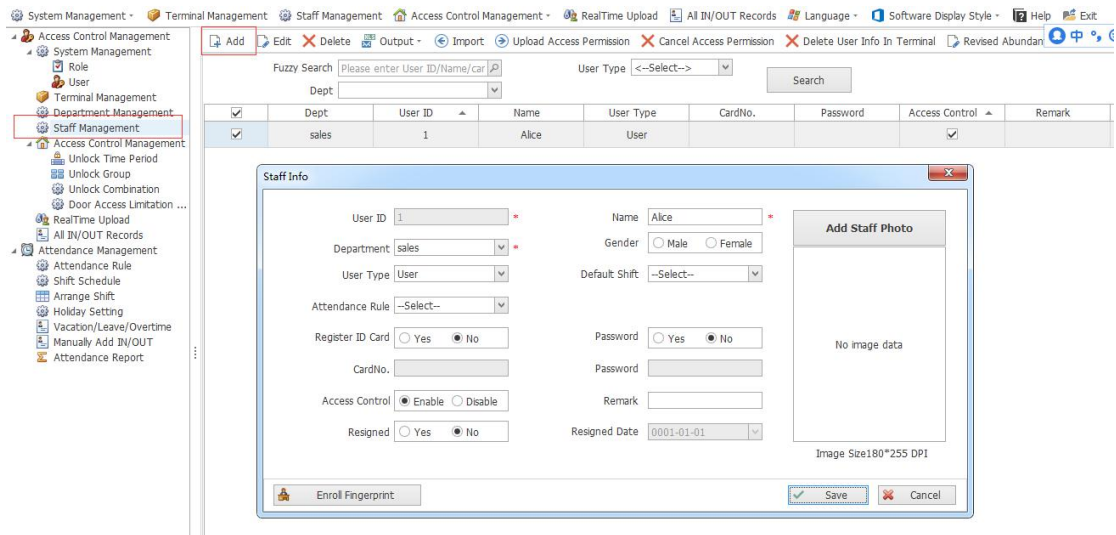 System Management Terminal Management Staff Management Access Control Management RealTime Upload All IN/OUT Records Language Software Display Style Help Exit
Access Control Management
System Management
Role
User
Terminal Management
Department Management
Staff Management
Access Control Management
Unlock Time Period
Unlock Group
Unlock Combination
Door Access Limitation ...
RealTime Upload
All IN/OUT Records
Attendance Management
Attendance Rule
Shift Schedule
Arrange Shift
Holiday Setting
Vacation/Leave/Overtime
Manually Add IN/OUT
Attendance Report
Add Edit Delete Output Import Upload Access Permission Cancel Access Permission Delete User Info In Terminal Revised Abundan 中
Fuzzy Search Please enter User ID/Name/car User Type <--Select--> Search
Dept
Dept User ID Name User Type CardNo. Password Access Control Remark
sales 1 Alice User
Staff Info
User ID 1 * Name Alice * Add Staff Photo
Department sales * Gender Male Female
User Type User Default Shift --Select--
Attendance Rule --Select--
Register ID Card Yes No Password Yes No No image data
CardNo. Password
Access Control Enable Disable Remark
Resigned Yes No Resigned Date 0001-01-01
Image Size180*255 DPI
Enroll Fingerprint Save Cancel